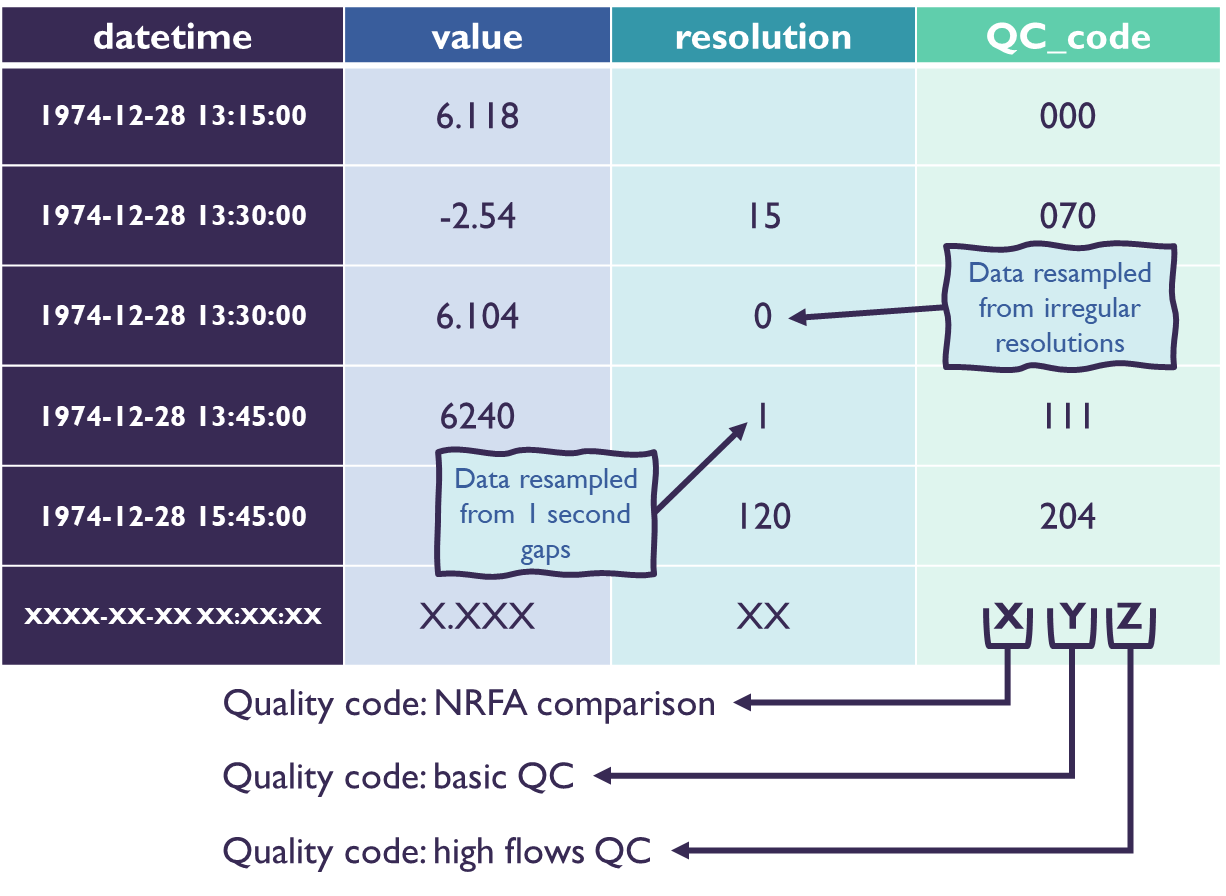 datetime value resolution QC_code
1974-12-28 13:15:00 6.118 000
1974-12-28 13:30:00 -2.54 15 070
1974-12-28 13:30:00 6.104 0
Data resampled
from irregular
resolutions
1974-12-28 13:45:00 6240 1 111
Data resampled
from 1 second
gaps
1974-12-28 15:45:00 120 204
XXXX-XX-XX XX:XX:XX X.XXX XX X Y Z
Quality code: NRFA comparison
Quality code: basic QC
Quality code: high flows QC